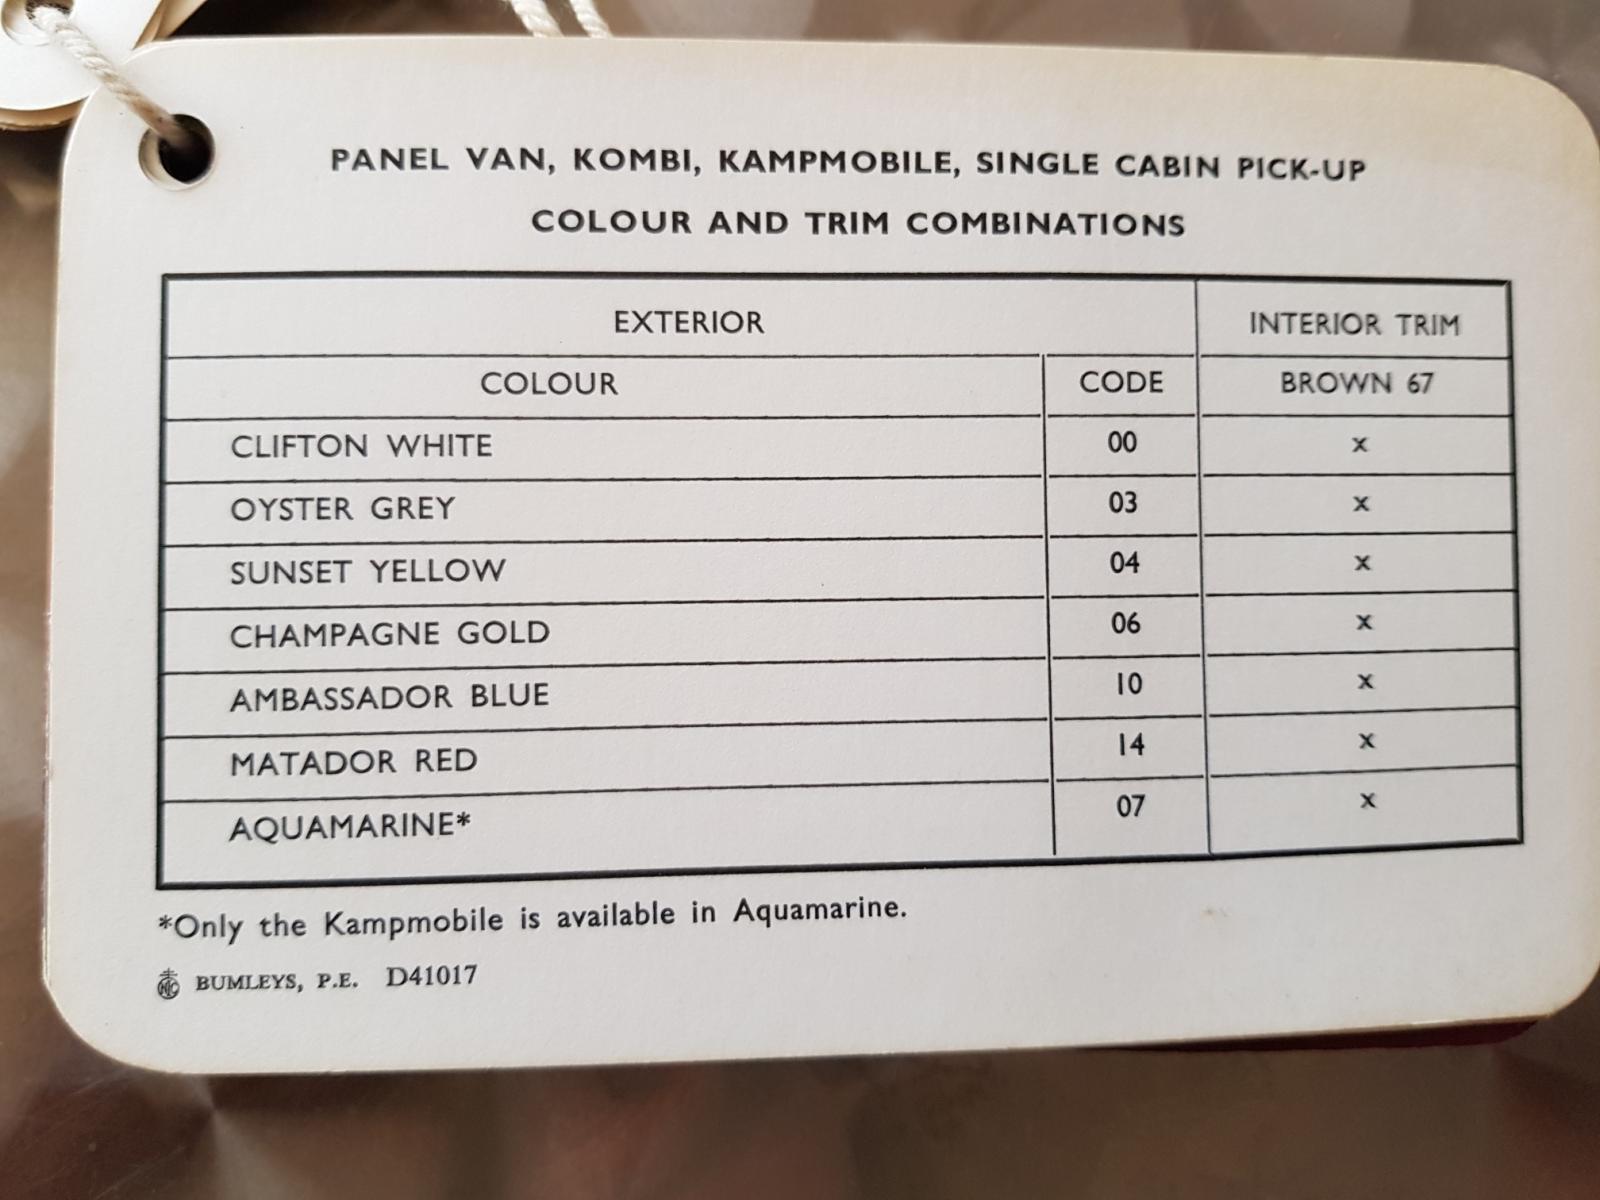 PANEL VAN, KOMBI, KAMPMOBILE, SINGLE CABIN PICK-UP
COLOUR AND TRIM COMBINATIONS
EXTERIOR INTERIOR TRIM
COLOUR CODE BROWN 67
CLIFTON WHITE 00 x
OYSTER GREY 03 x
SUNSET YELLOW 04 x
CHAMPAGNE GOLD 06 x
AMBASSADOR BLUE 10 x
MATADOR RED 14 x
AQUAMARINE* 07 x
*Only the Kampmobile is available in Aquamarine.
BUMLEYS, P.E. D41017